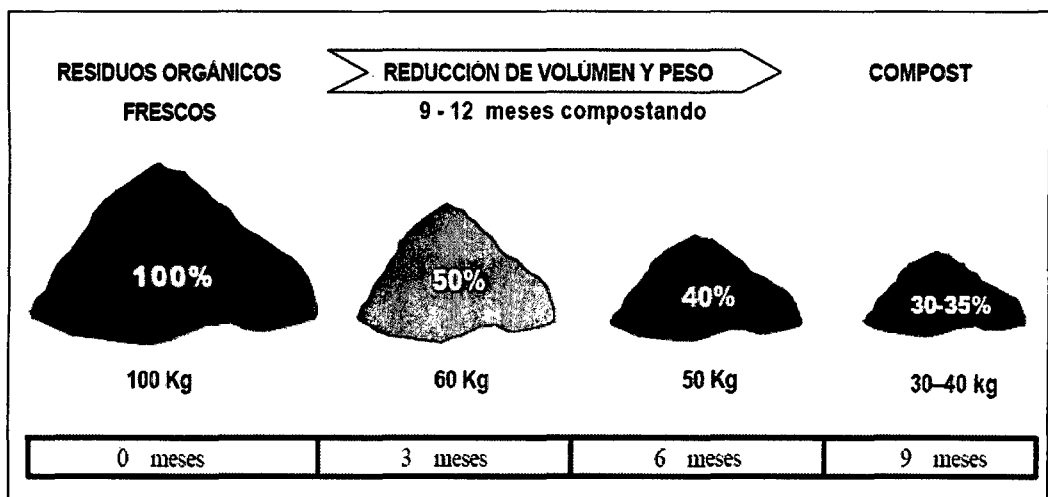 RESIDUOS ORGÁNICOS
FRESCOS
REDUCCIÓN DE VOLÚMEN Y PESO
9 - 12 meses compostando
COMPOST
100%
50%
40%
30-35%
100 Kg
60 Kg
50 Kg
30–40 kg
0 meses
3 meses
6 meses
9 meses